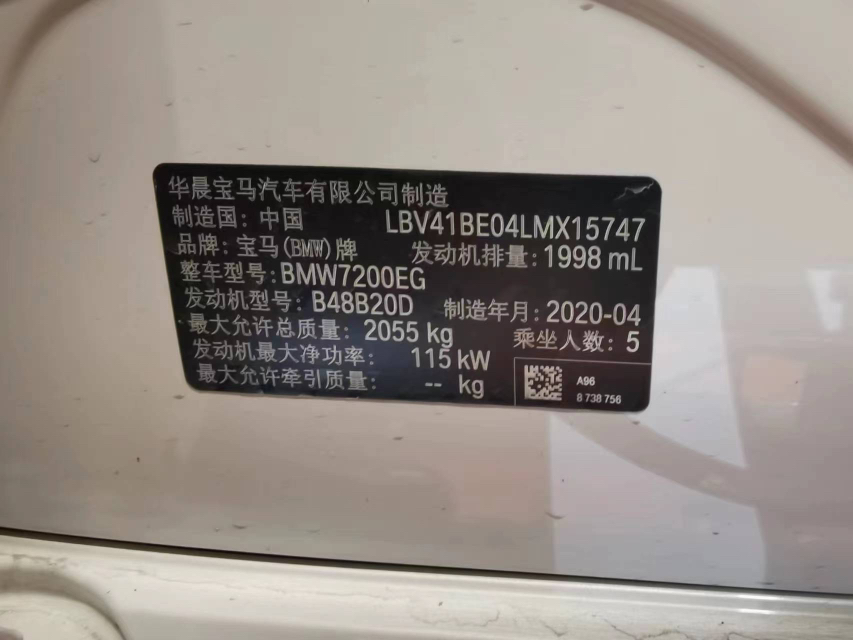 华晨宝马汽车有限公司制造
制造国: 中国 LBV41BE04LMX15747
品牌: 宝马(BMW)牌 发动机排量: 1998 mL
整车型号: BMW7200EG
发动机型号: B48B20D 制造年月: 2020-04
最大允许总质量: 2055 kg 乘坐人数: 5
发动机最大净功率: 115 kW
最大允许牵引质量: -- kg
A96
8 738 756